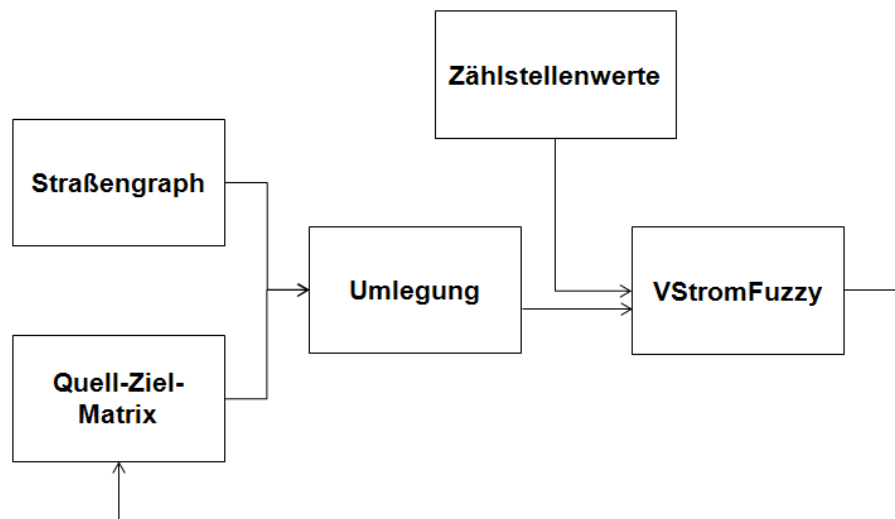 Zählstellenwerte
Straßengraph
Umlegung
VStromFuzzy
Quell-Ziel-
Matrix